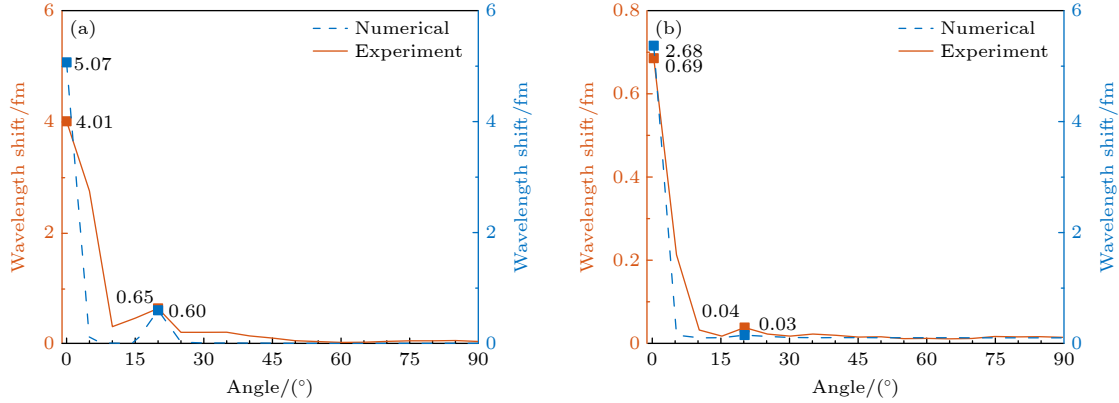 (a)
Numerical
Experiment
6
4
2
0
Wavelength shift/fm
5.07
4.01
0.65
0.60
6
4
2
0
Wavelength shift/fm
0 15 30 45 60 75 90
Angle/(°)
(b)
Numerical
Experiment
0.8
0.6
0.4
0.2
0
Wavelength shift/fm
2.68
0.69
0.04
0.03
6
4
2
0
Wavelength shift/fm
0 15 30 45 60 75 90
Angle/(°)